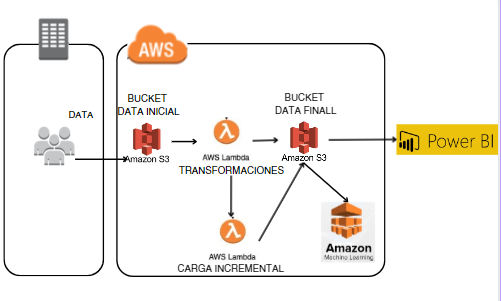 AWS
DATA
BUCKET
DATA INICIAL
Amazon S3
AWS Lambda
TRANSFORMACIONES
BUCKET
DATA FINALL
Amazon S3
Power BI
AWS Lambda
CARGA INCREMENTAL
Amazon
Machine Learning